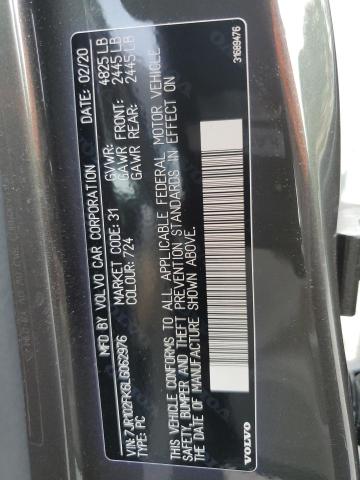 MFD BY VOLVO CAR CORPORATION DATE: 02/20
VIN: 7JR102FK6LG062976 MARKET CODE: 31 GVWR: 4825 LB
TYPE: PC COLOUR: 724 GAWR FRONT: 2445 LB
GAWR REAR: 2445 LB
THIS VEHICLE CONFORMS TO ALL APPLICABLE FEDERAL MOTOR VEHICLE
SAFETY, BUMPER AND THEFT PREVENTION STANDARDS IN EFFECT ON
THE DATE OF MANUFACTURE SHOWN ABOVE.
31689476
VOLVO